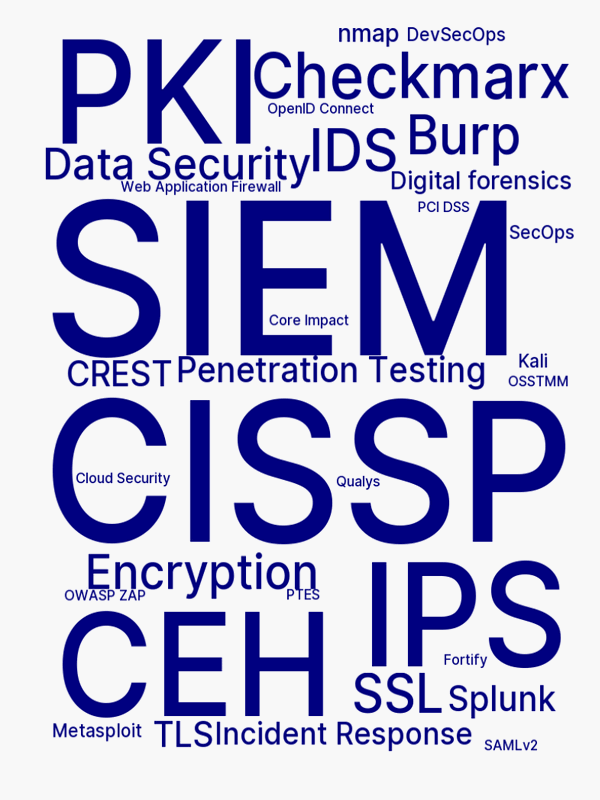 nmap DevSecOps
PKI
Checkmarx
OpenID Connect
Burp
IDS
Data Security
Digital forensics
Web Application Firewall
PCI DSS
SIEM
SecOps
Core Impact
CREST Penetration Testing
Kali
OSSTMM
CISSP
Cloud Security
Qualys
Encryption
OWASP ZAP
PTES
IPS
CEH
Fortify
SSL Splunk
Metasploit
TLS Incident Response
SAMLv2